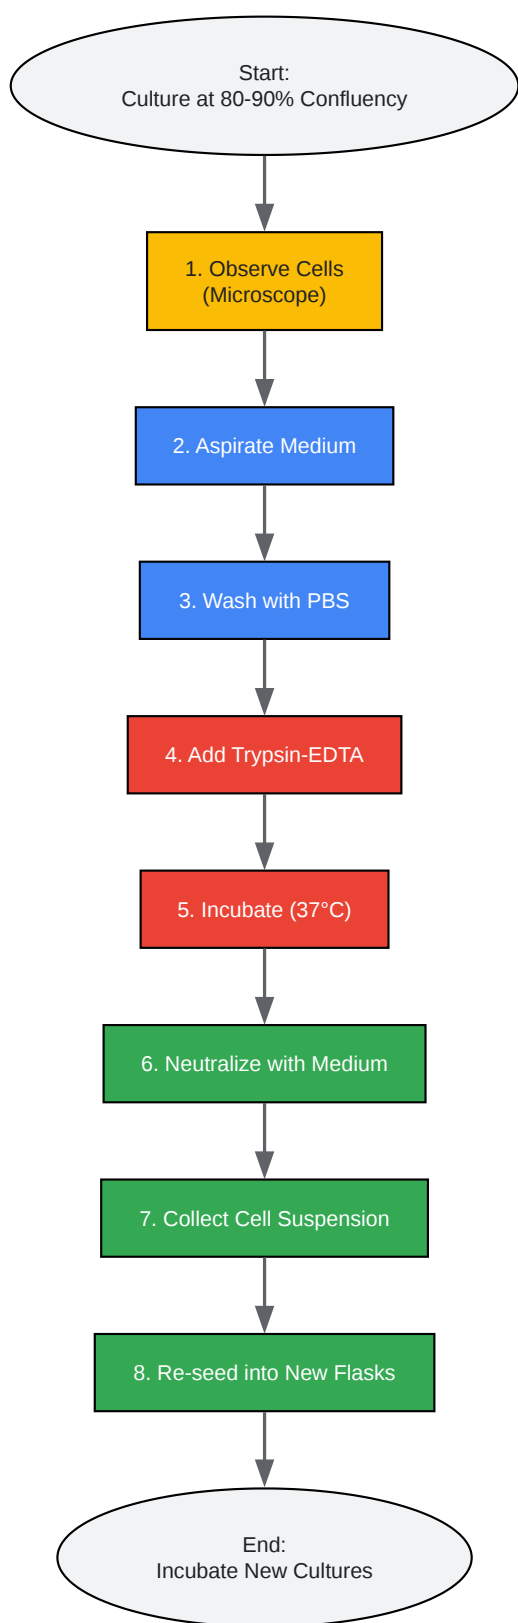 Start:
Culture at 80-90% Confluency
1. Observe Cells
(Microscope)
2. Aspirate Medium
3. Wash with PBS
4. Add Trypsin-EDTA
5. Incubate (37°C)
6. Neutralize with Medium
7. Collect Cell Suspension
8. Re-seed into New Flasks
End:
Incubate New Cultures